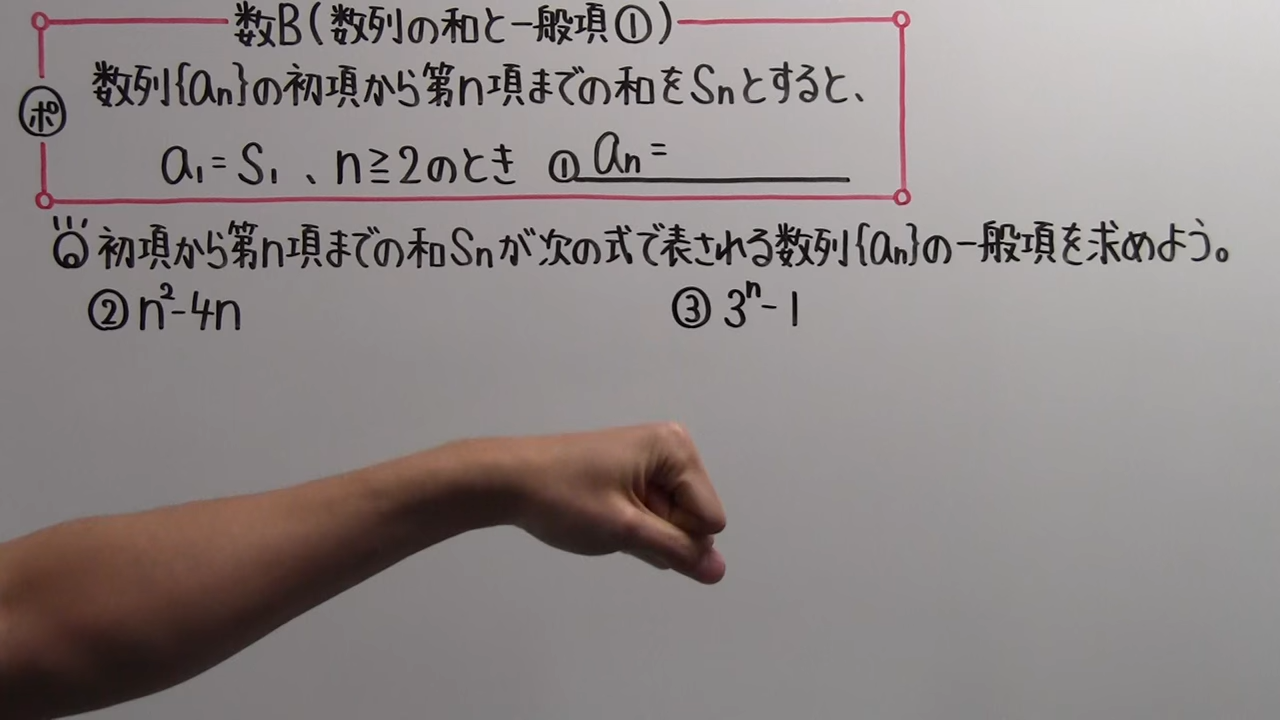 数B(数列の和と一般項①)
ポ
数列{an}の初項から第n項までの和をSnとすると、
a₁=S₁、n≧2のとき ①an=
初項から第n項までの和Snが次の式で表される数列{an}の一般項を求めよう。
②n²-4n ③3ⁿ-1